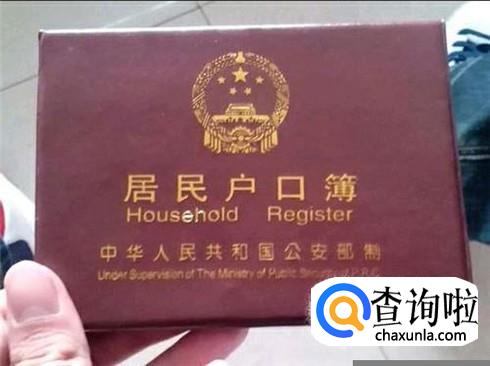 居民户口簿
Household Register
中华人民共和国公安部制
Under Supervision of The Ministry of Public Security P.R.C
查询啦
chaxunla.com